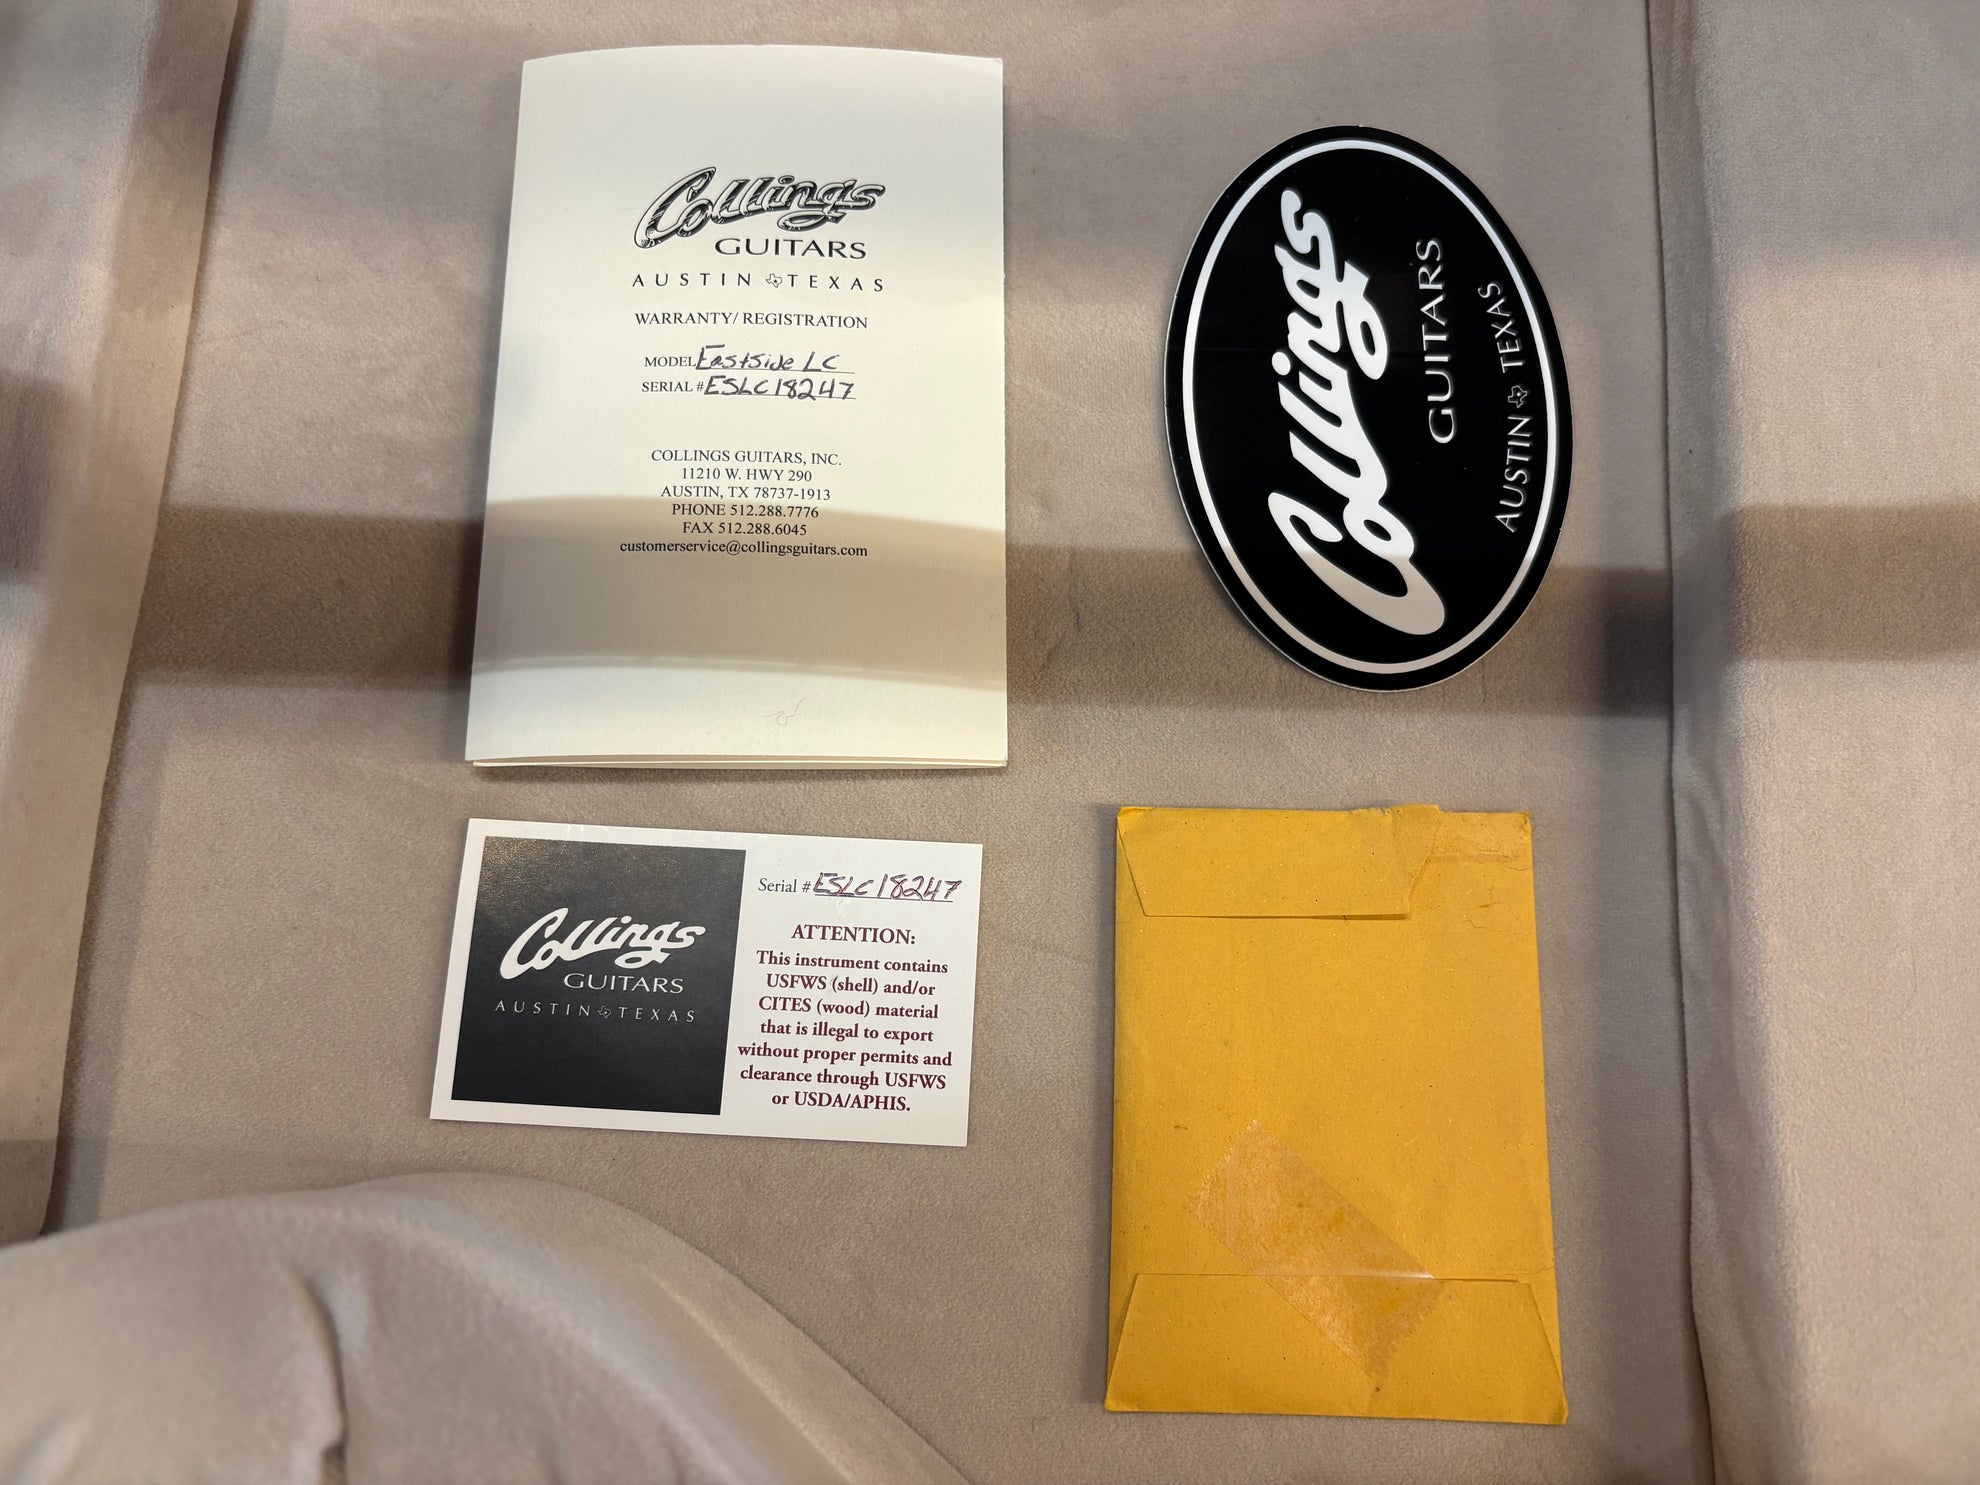 Collings
GUITARS
AUSTIN TEXAS
WARRANTY/ REGISTRATION
MODEL Eastside LC
SERIAL # ESLC18247
COLLINGS GUITARS, INC.
11210 W. HWY 290
AUSTIN, TX 78737-1913
PHONE 512.288.7776
FAX 512.288.6045
customerservice@collingsguitars.com
Collings
GUITARS
AUSTIN TEXAS
Collings
GUITARS
AUSTIN TEXAS
Serial # ESLC18247
ATTENTION:
This instrument contains
USFWS (shell) and/or
CITES (wood) material
that is illegal to export
without proper permits and
clearance through USFWS
or USDA/APHIS.